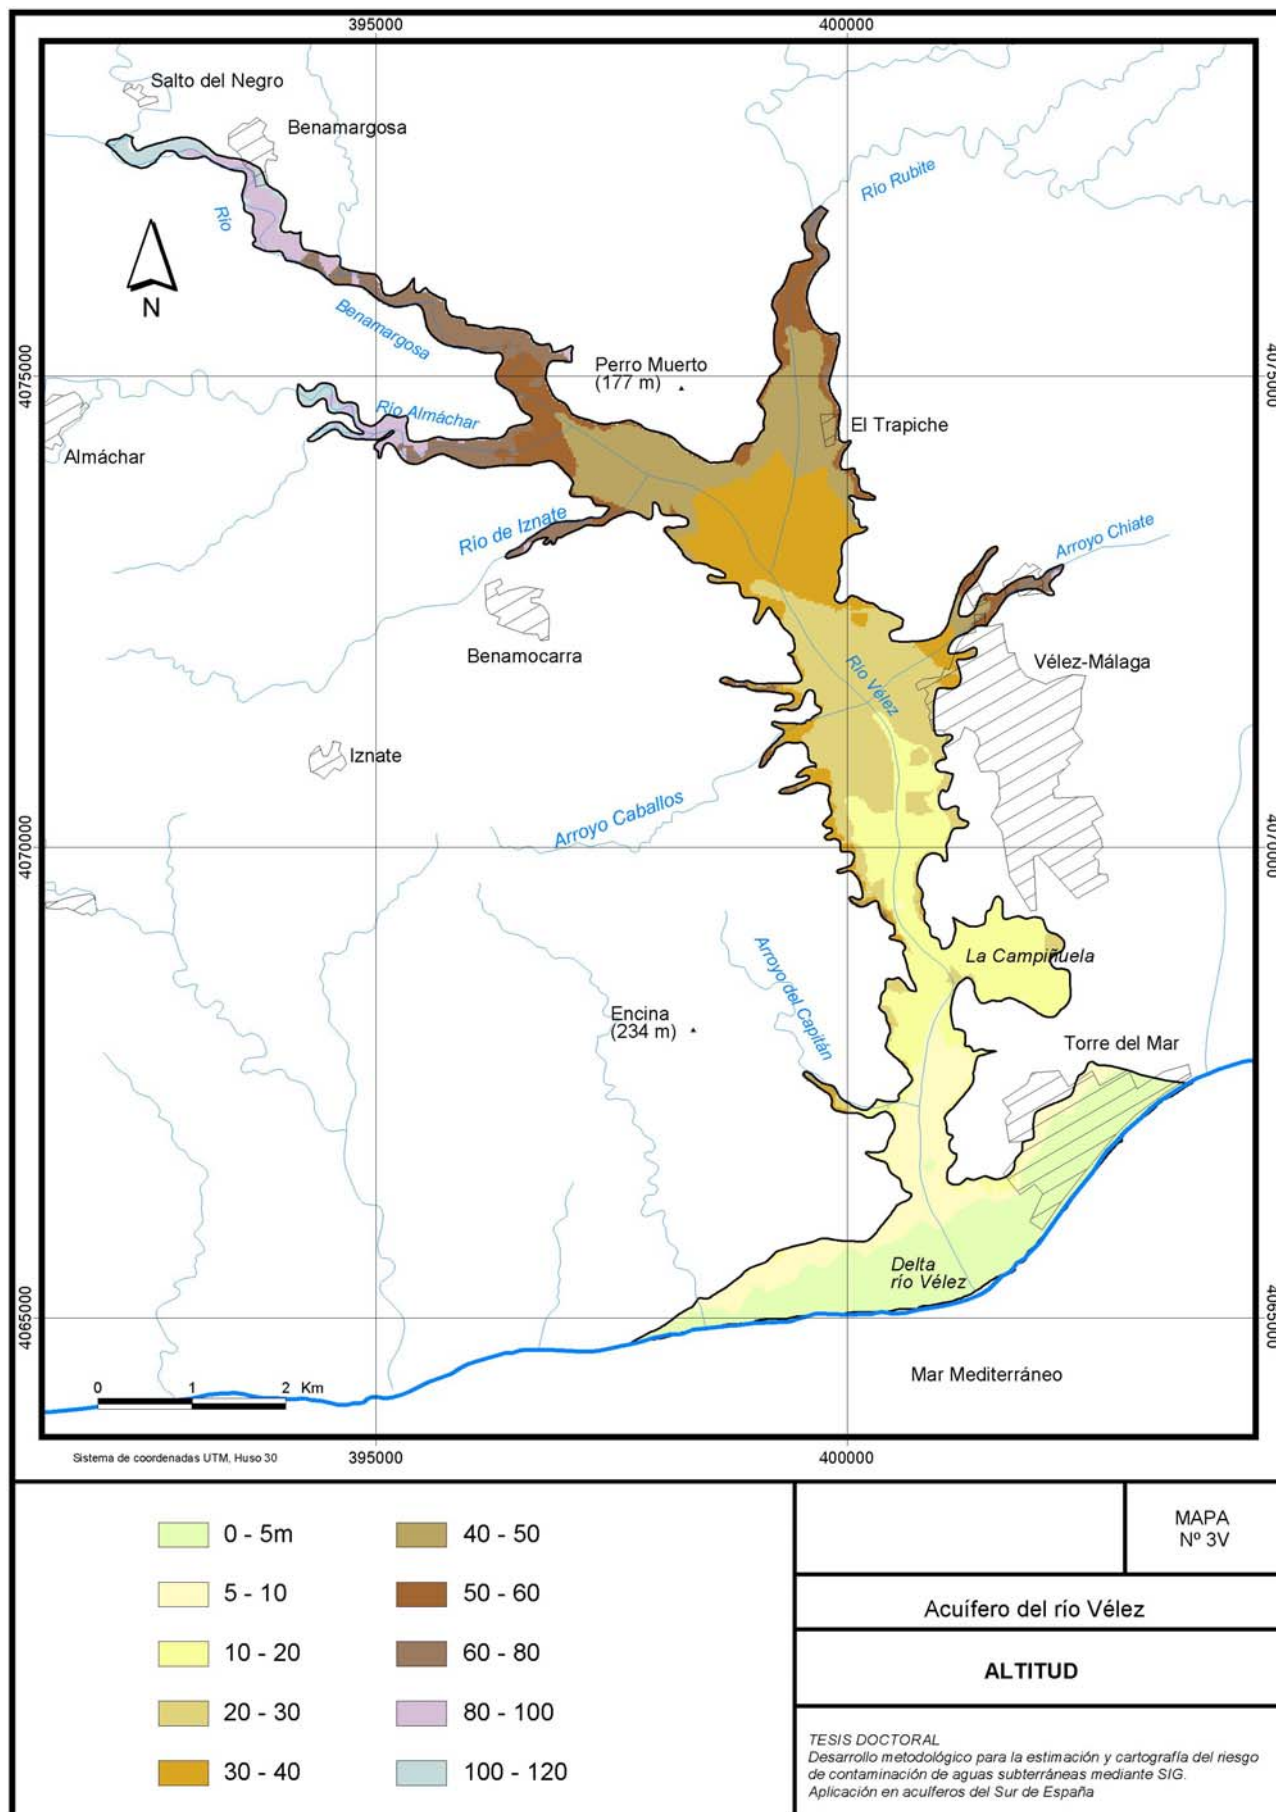 395000
400000
Salto del Negro
Benamargosa
Río Rubite
Río
N
Benamargosa
Perro Muerto
(177 m)
4075000
4075000
Río Almáchar
El Trapiche
Almáchar
Río de Iznate
Arroyo Chiate
Benamocarra
Vélez-Málaga
Río Vélez
Iznate
Arroyo Caballos
4070000
4070000
La Campiñuela
Arroyo del Capitán
Encina
(234 m)
Torre del Mar
Delta
río Vélez
4065000
4065000
Mar Mediterráneo
0 1 2 Km
Sistema de coordenadas UTM, Huso 30
395000
400000
0 - 5m
5 - 10
10 - 20
20 - 30
30 - 40
40 - 50
50 - 60
60 - 80
80 - 100
100 - 120
MAPA
Nº 3V
Acuífero del río Vélez
ALTITUD
TESIS DOCTORAL
Desarrollo metodológico para la estimación y cartografía del riesgo
de contaminación de aguas subterráneas mediante SIG.
Aplicación en acuíferos del Sur de España